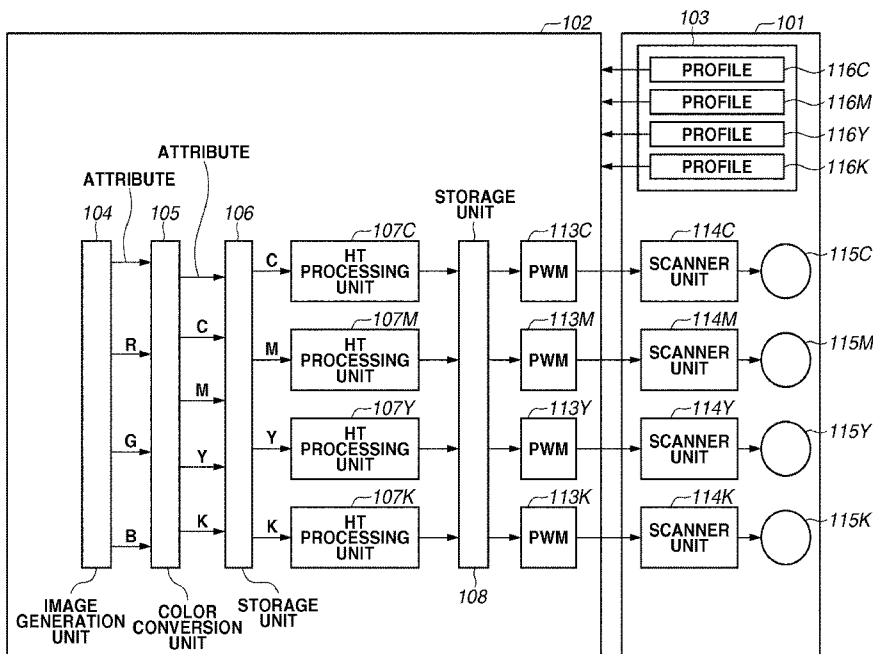 102
101
103
PROFILE
116C
PROFILE
116M
PROFILE
116Y
PROFILE
116K
ATTRIBUTE
ATTRIBUTE
STORAGE
UNIT
104
105
106
107C
HT
PROCESSING
UNIT
113C
PWM
114C
SCANNER
UNIT
115C
C
R
C
M
107M
HT
PROCESSING
UNIT
113M
PWM
114M
SCANNER
UNIT
115M
M
G
Y
Y
107Y
HT
PROCESSING
UNIT
113Y
PWM
114Y
SCANNER
UNIT
115Y
B
K
K
107K
HT
PROCESSING
UNIT
113K
PWM
114K
SCANNER
UNIT
115K
IMAGE
GENERATION
UNIT
COLOR
CONVERSION
UNIT
STORAGE UNIT
108